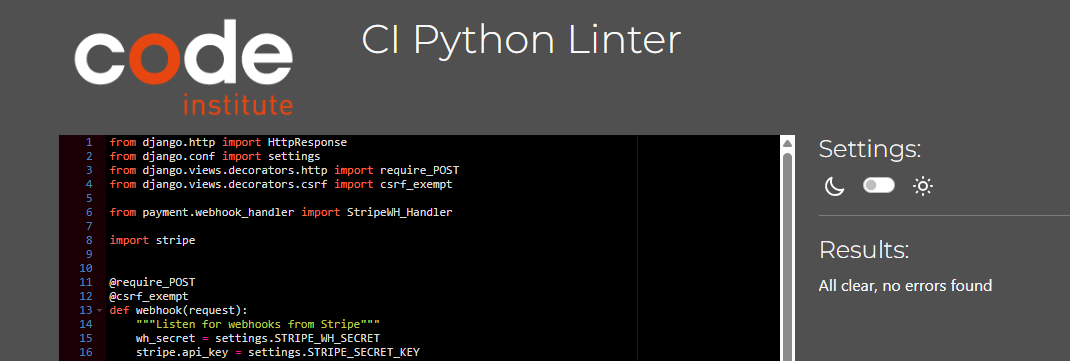 code
institute
CI Python Linter
1 from django.http import HttpResponse
2 from django.conf import settings
3 from django.views.decorators.http import require_POST
4 from django.views.decorators.csrf import csrf_exempt
5
6 from payment.webhook_handler import StripeWH_Handler
7
8 import stripe
9
10
11 @require_POST
12 @csrf_exempt
13 def webhook(request):
14     """Listen for webhooks from Stripe"""
15     wh_secret = settings.STRIPE_WH_SECRET
16     stripe.api_key = settings.STRIPE_SECRET_KEY
Settings:
Results:
All clear, no errors found